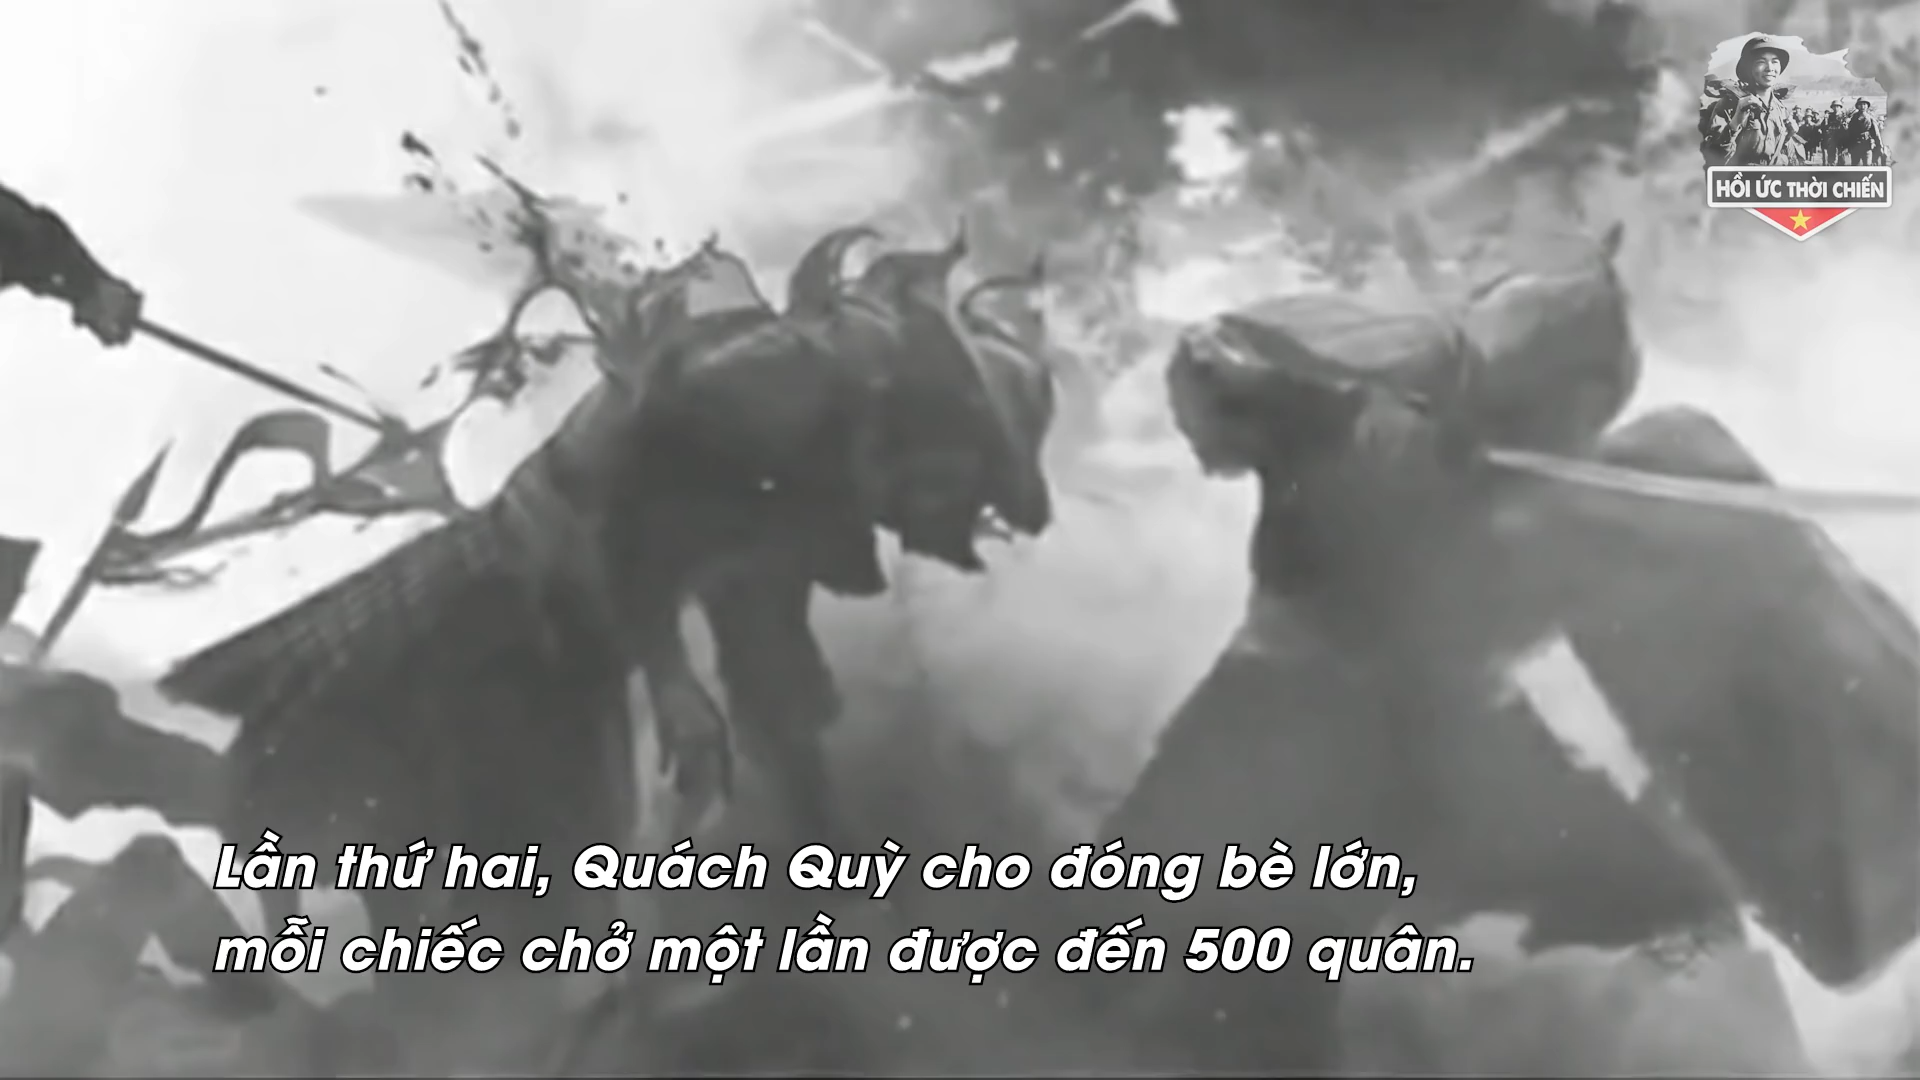 HỒI ỨC THỜI CHIẾN
Lần thứ hai, Quách Quỳ cho đóng bè lớn,
mỗi chiếc chở một lần được đến 500 quân.